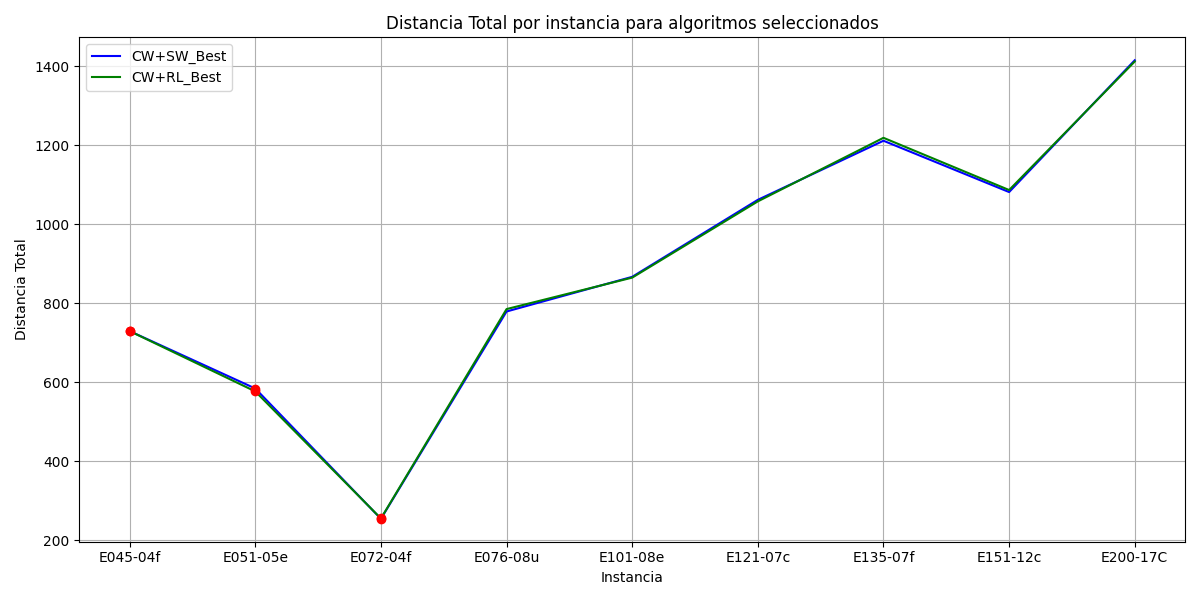 Distancia Total por instancia para algoritmos seleccionados
CW+SW_Best
CW+RL_Best
1400
1200
1000
800
600
400
200
Distancia Total
E045-04f
E051-05e
E072-04f
E076-08u
E101-08e
E121-07c
E135-07f
E151-12c
E200-17C
Instancia